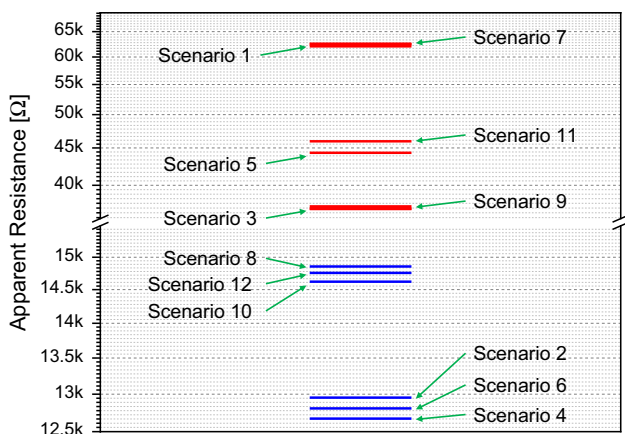 65k
Scenario 7
60k
Scenario 1
55k
50k
Scenario 11
45k
Scenario 5
40k
Scenario 9
Scenario 3
Apparent Resistance [Ω]
15k
Scenario 8
Scenario 12
14.5k
Scenario 10
14k
13.5k
Scenario 2
13k
Scenario 6
Scenario 4
12.5k